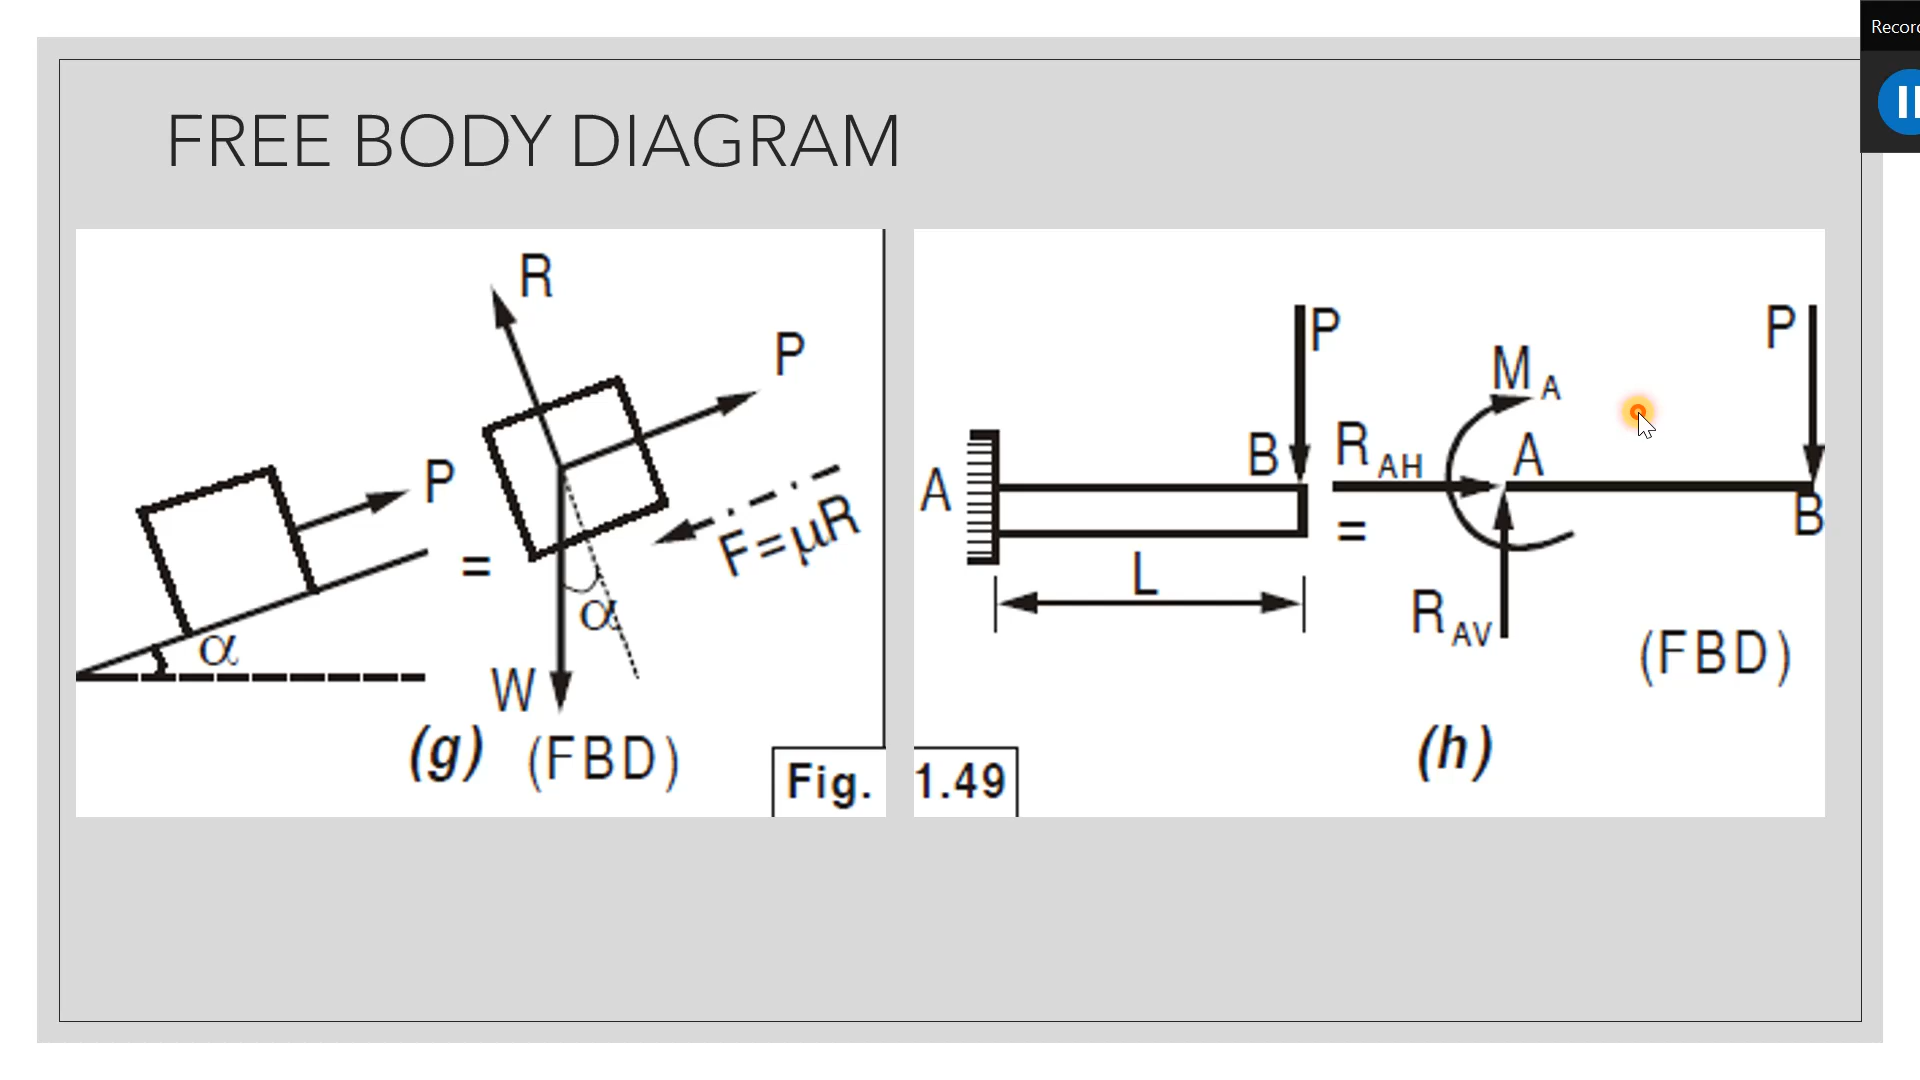 Record
FREE BODY DIAGRAM
R
P
P
F=μR
=
α
α
W
(g) (FBD)
Fig. 1.49
P
P
M A
B
R AH
A
A
B
=
L
R AV
(FBD)
(h)